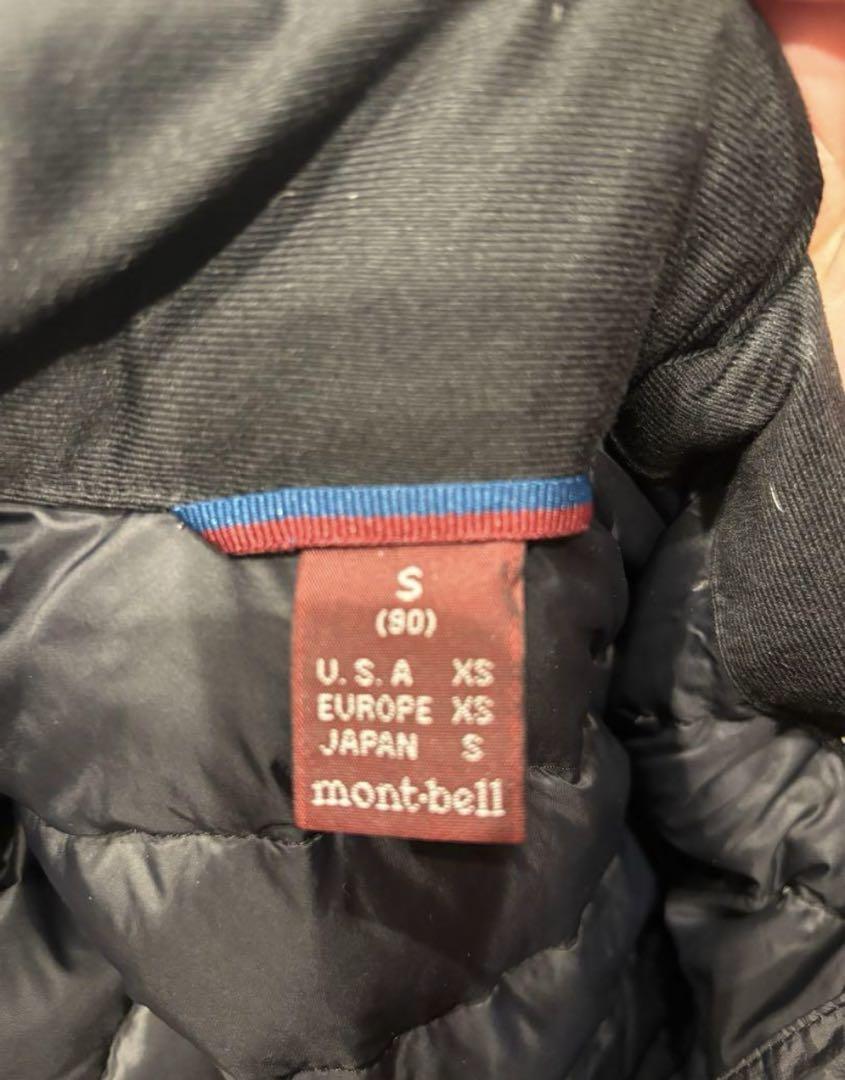 S
(90)
U.S.A XS
EUROPE XS
JAPAN S
mont·bell